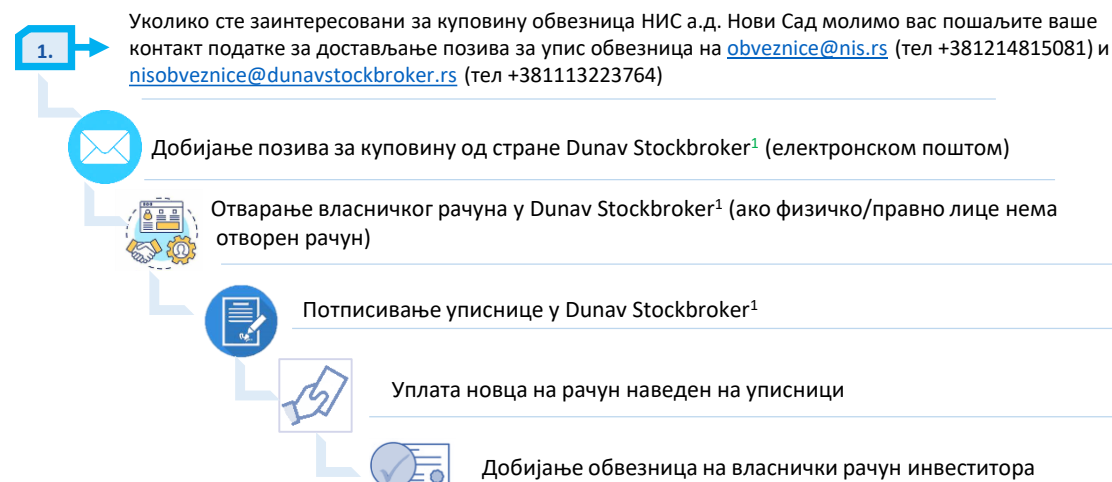 Уколико сте заинтересовани за куповину обвезница НИС а.д. Нови Сад молимо вас пошаљите ваше
1. контакт податке за достављање позива за упис обвезница на obveznice@nis.rs (тел +381214815081) и
nisobveznice@dunavstockbroker.rs (тел +381113223764)
Добијање позива за куповину од стране Dunav Stockbroker¹ (електронском поштом)
Отварање власничког рачуна у Dunav Stockbroker¹ (ако физичко/правно лице нема
отворен рачун)
Потписивање уписнице у Dunav Stockbroker¹
Уплата новца на рачун наведен на уписници
Добијање обвезница на власнички рачун инвеститора